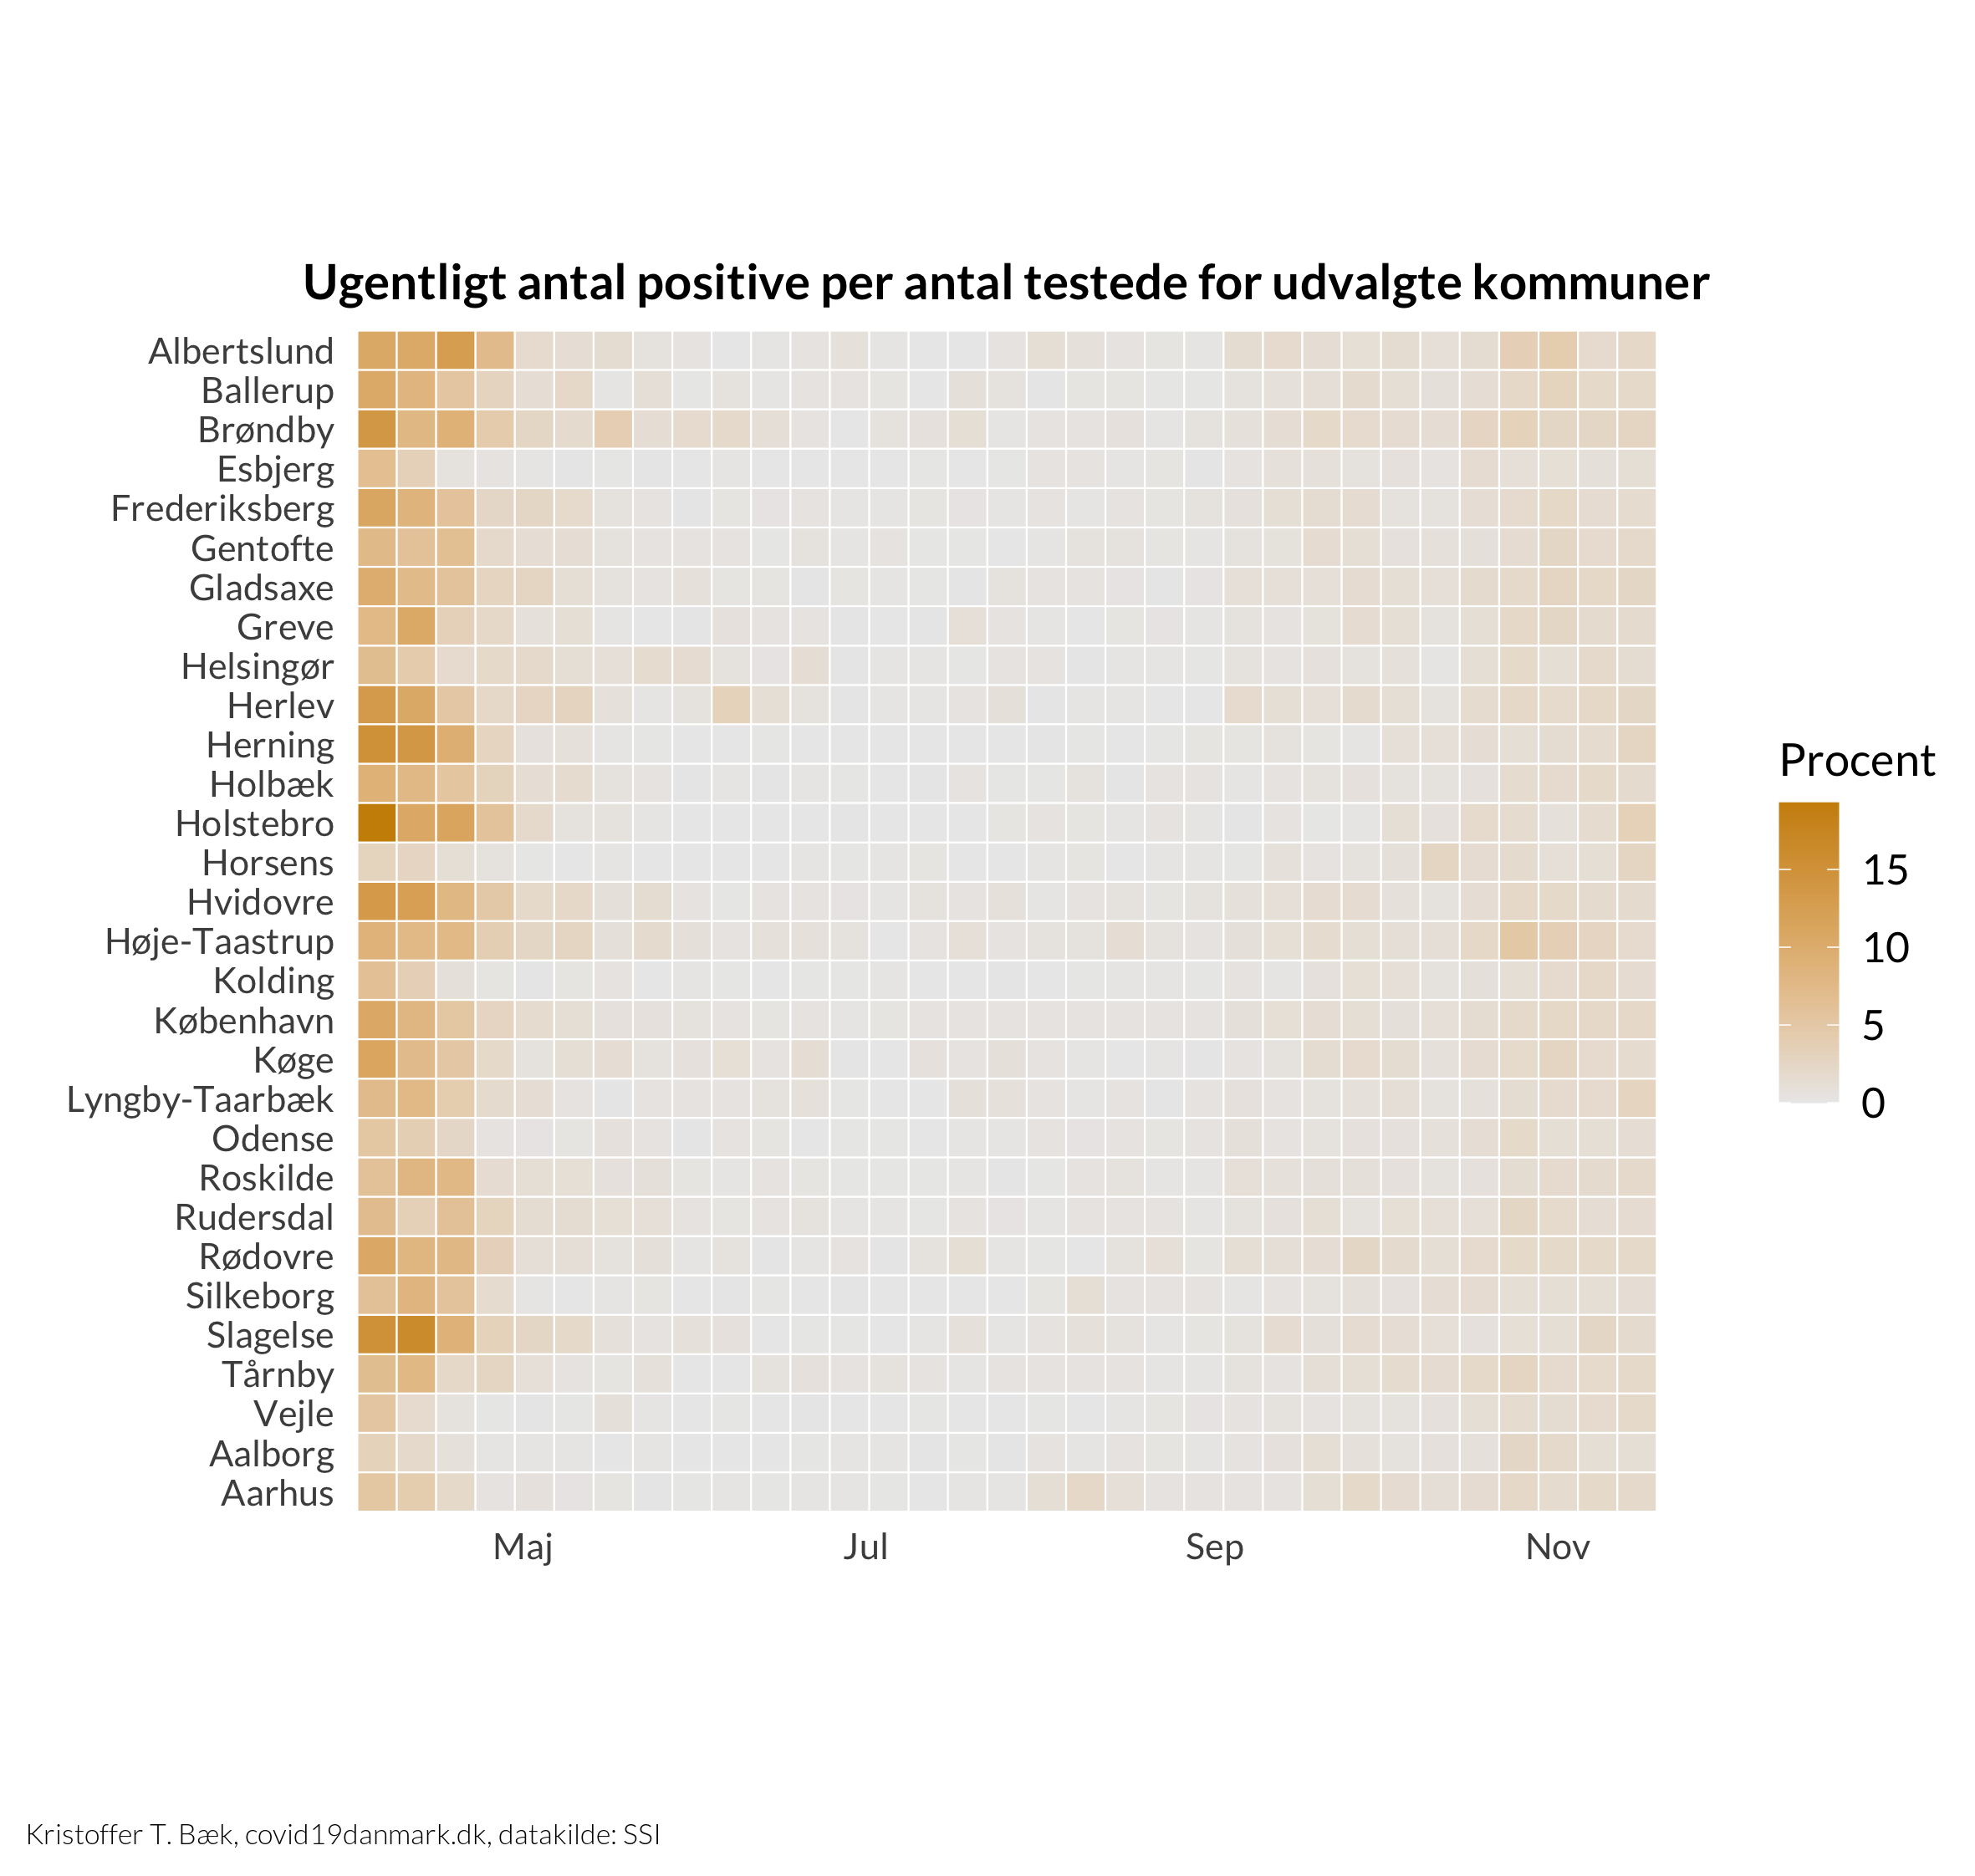 Ugentligt antal positive per antal testede for udvalgte kommuner
Albertslund
Ballerup
Brøndby
Esbjerg
Frederiksberg
Gentofte
Gladsaxe
Greve
Helsingør
Herlev
Herning
Holbæk
Holstebro
Horsens
Hvidovre
Høje-Taastrup
Kolding
København
Køge
Lyngby-Taarbæk
Odense
Roskilde
Rudersdal
Rødovre
Silkeborg
Slagelse
Tårnby
Vejle
Aalborg
Aarhus
Maj Jul Sep Nov
Procent
15
10
5
0
Kristoffer T. Bæk, covid19danmark.dk, datakilde: SSI